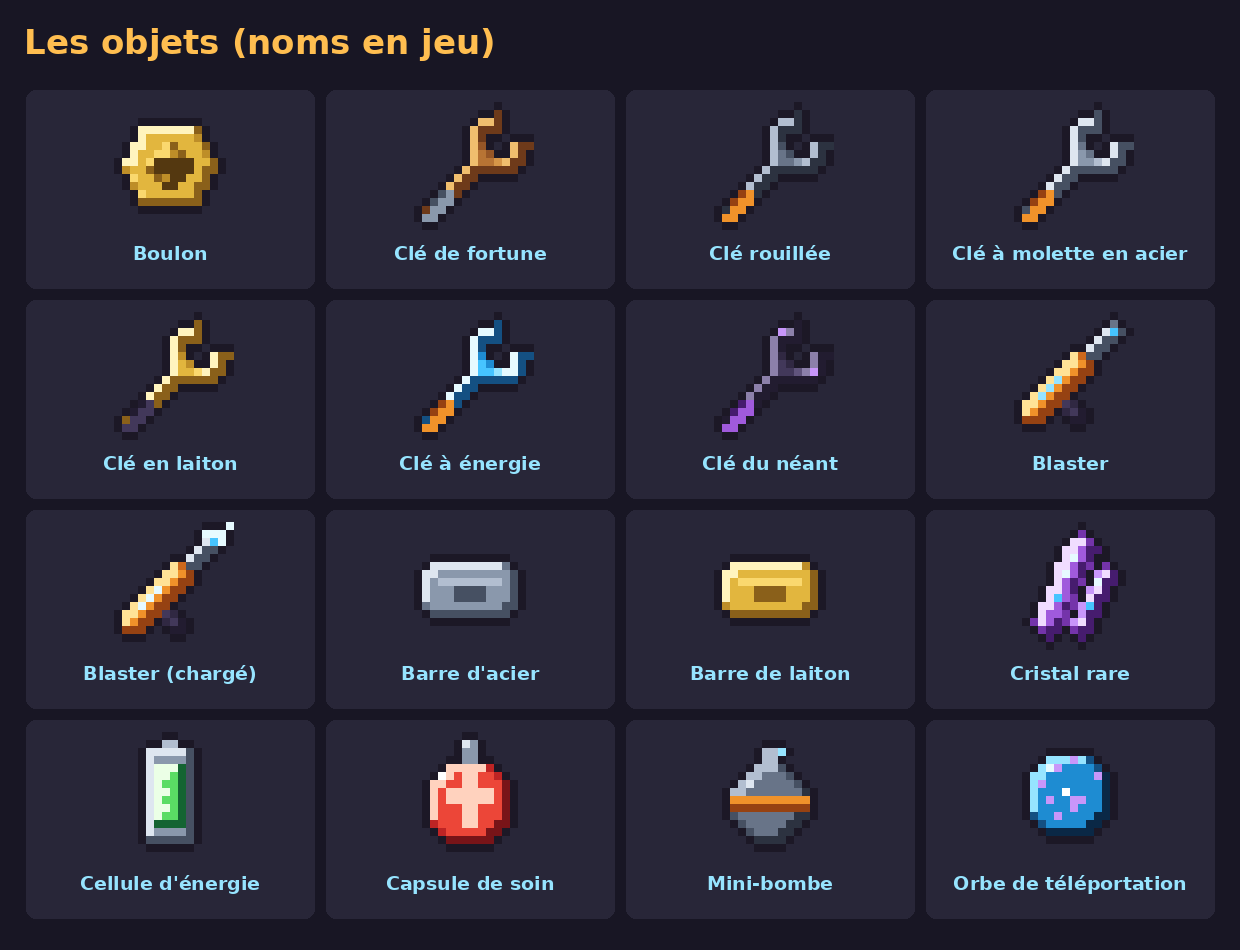 Les objets (noms en jeu)
Boulon
Clé de fortune
Clé rouillée
Clé à molette en acier
Clé en laiton
Clé à énergie
Clé du néant
Blaster
Blaster (chargé)
Barre d'acier
Barre de laiton
Cristal rare
Cellule d'énergie
Capsule de soin
Mini-bombe
Orbe de téléportation